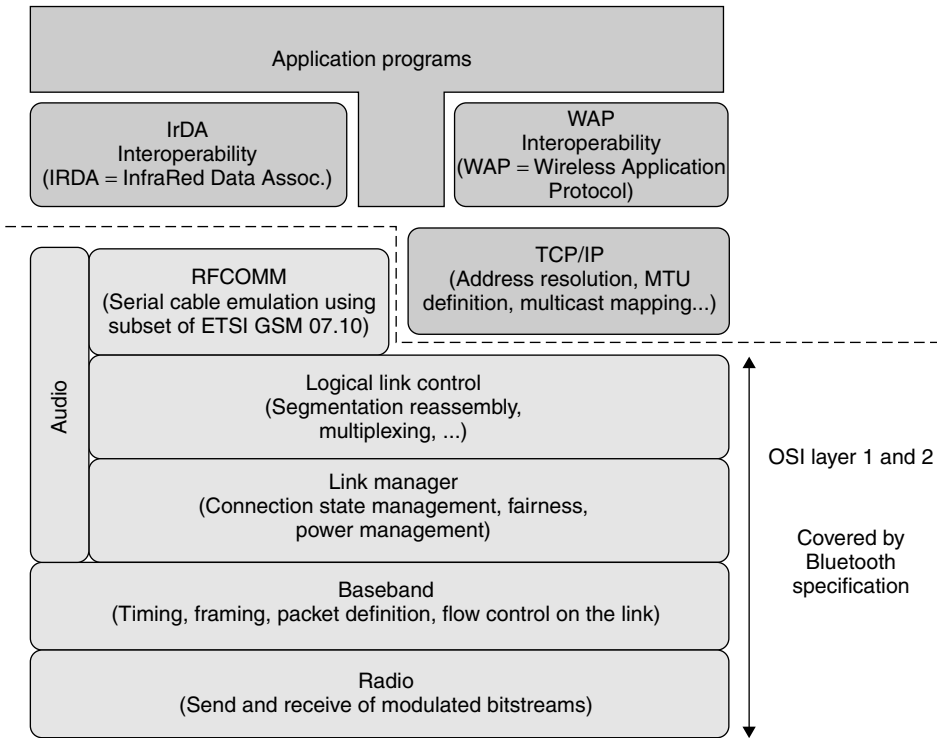 Application programs
IrDA
Interoperability
(IRDA = InfraRed Data Assoc.)
WAP
Interoperability
(WAP = Wireless Application
Protocol)
TCP/IP
(Address resolution, MTU
definition, multicast mapping...)
RFCOMM
(Serial cable emulation using
subset of ETSI GSM 07.10)
Audio
Logical link control
(Segmentation reassembly,
multiplexing, ...)
Link manager
(Connection state management, fairness,
power management)
Baseband
(Timing, framing, packet definition, flow control on the link)
Radio
(Send and receive of modulated bitstreams)
OSI layer 1 and 2
Covered by
Bluetooth
specification